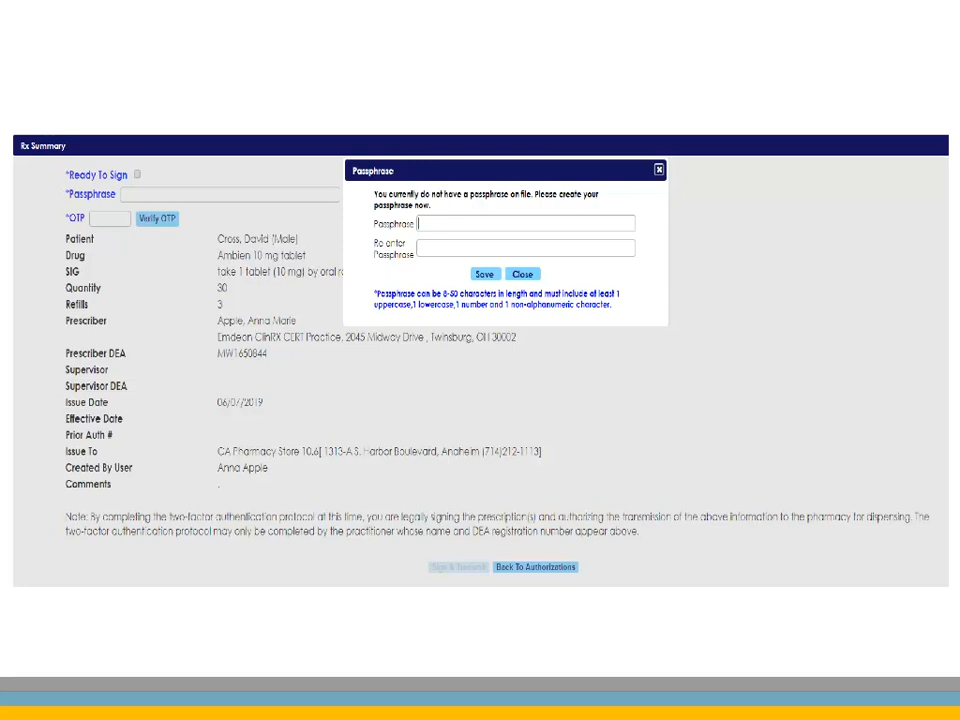 Rx Summary
*Ready To Sign
*Passphrase
*OTP Verify OTP
Patient Cross, David (Male)
Drug Ambien 10 mg tablet
SIG take 1 tablet (10 mg) by oral ro
Quantity 30
Refills 3
Prescriber Apple, Anna Marie
Emdeon ClinRX CERT Practice, 2045 Midway Drive , Twinsburg, OH 30002
Prescriber DEA MW1650844
Supervisor
Supervisor DEA
Issue Date 06/07/2019
Effective Date
Prior Auth #
Issue To CA Pharmacy Store 10.6[ 1313-A S. Harbor Boulevard, Anaheim (714)212-1113]
Created By User Anna Apple
Comments .
Note: By completing the two-factor authentication protocol at this time, you are legally signing the prescription(s) and authorizing the transmission of the above information to the pharmacy for dispensing. The
two-factor authentication protocol may only be completed by the practitioner whose name and DEA registration number appear above.
Sign & Transmit Back To Authorizations
Passphrase
You currently do not have a passphrase on file. Please create your
passphrase now.
Passphrase
Re enter
Passphrase
Save Close
*Passphrase can be 8-50 characters in length and must include at least 1
uppercase,1 lowercase,1 number and 1 non-alphanumeric character.